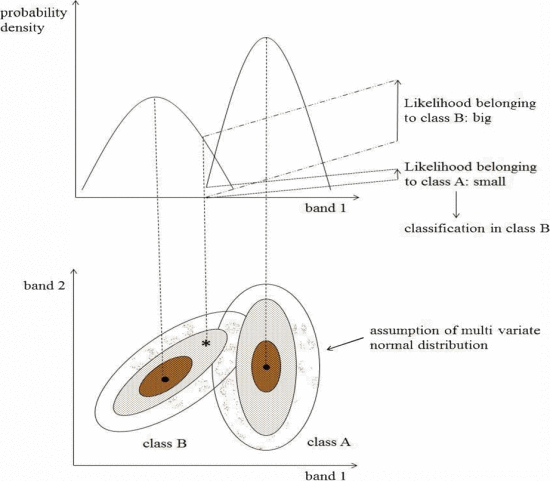 probability
density
Likelihood belonging
to class B: big
Likelihood belonging
to class A: small
band 1
classification in class B
band 2
*
assumption of multi variate
normal distribution
class B
class A
band 1